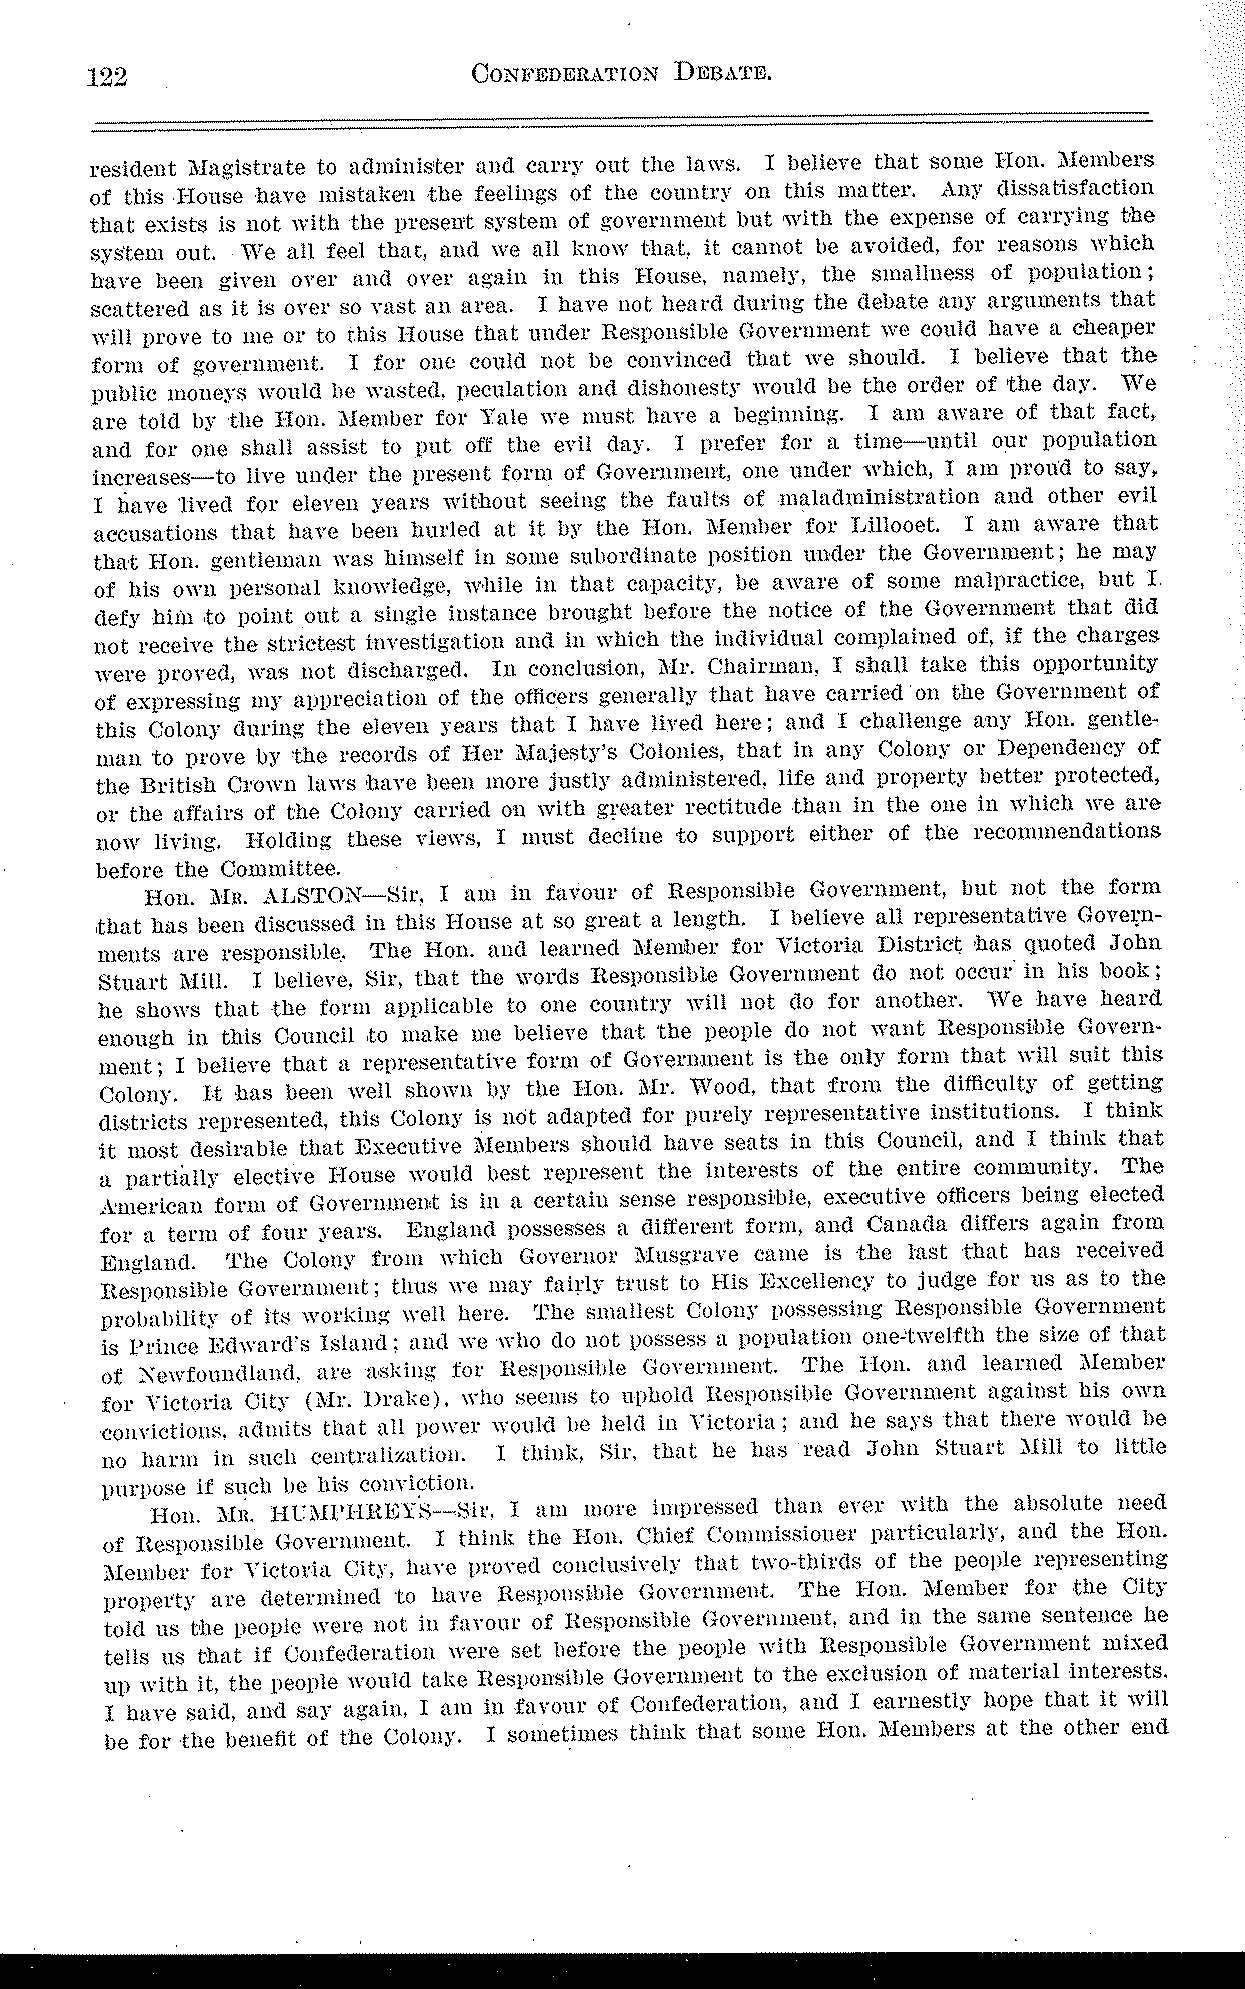 122 CONFEDERATION DEBATE.
resident Magistrate to administer and carry out the laws. I believe that some Hon. Members
of this House have mistaken the feelings of the country on this matter. Any dissatisfaction
that exists is not with the present system of government but with the expense of carrying the
system out. We all feel that, and we all know that, it cannot be avoided, for reasons which
have been given over and over again in this House, namely, the smallness of population;
scattered as it is over so vast an area. I have not heard during the debate any arguments that
will prove to me or to this House that under Responsible Government we could have a cheaper
form of government. I for one could not be convinced that we should. I believe that the
public moneys would be wasted, peculation and dishonesty would be the order of the day. We
are told by the Hon. Member for Yale we must have a beginning. I am aware of that fact,
and for one shall assist to put off the evil day. I prefer for a time—until our population
increases—to live under the present form of Government, one under which, I am proud to say,
I have lived for eleven years without seeing the faults of maladministration and other evil
accusations that have been hurled at it by the Hon. Member for Lillooet. I am aware that
that Hon. gentleman was himself in some subordinate position under the Government; he may
of his own personal knowledge, while in that capacity, be aware of some malpractice, but I
defy him to point out a single instance brought before the notice of the Government that did
not receive the strictest investigation and in which the individual complained of, if the charges
were proved, was not discharged. In conclusion, Mr. Chairman, I shall take this opportunity
of expressing my appreciation of the officers generally that have carried on the Government of
this Colony during the eleven years that I have lived here; and I challenge any Hon. gentle-
man to prove by the records of Her Majesty's Colonies, that in any Colony or Dependency of
the British Crown laws have been more justly administered, life and property better protected,
or the affairs of the Colony carried on with greater rectitude than in the one in which we are
now living. Holding these views, I must decline to support either of the recommendations
before the Committee.
Hon. MR. ALSTON—Sir, I am in favour of Responsible Government, but not the form
that has been discussed in this House at so great a length. I believe all representative Govern-
ments are responsible. The Hon. and learned Member for Victoria District has quoted John
Stuart Mill. I believe, Sir, that the words Responsible Government do not occur in his book;
he shows that the form applicable to one country will not do for another. We have heard
enough in this Council to make me believe that the people do not want Responsible Govern-
ment; I believe that a representative form of Government is the only form that will suit this
Colony. It has been well shown by the Hon. Mr. Wood, that from the difficulty of getting
districts represented, this Colony is not adapted for purely representative institutions. I think
it most desirable that Executive Members should have seats in this Council, and I think that
a partially elective House would best represent the interests of the entire community. The
American form of Government is in a certain sense responsible, executive officers being elected
for a term of four years. England possesses a different form, and Canada differs again from
England. The Colony from which Governor Musgrave came is the last that has received
Responsible Government; thus we may fairly trust to His Excellency to judge for us as to the
probability of its working well here. The smallest Colony possessing Responsible Government
is Prince Edward's Island; and we who do not possess a population one-twelfth the size of that
of Newfoundland, are asking for Responsible Government. The Hon. and learned Member
for Victoria City (Mr. Drake), who seems to uphold Responsible Government against his own
convictions, admits that all power would be held in Victoria; and he says that there would be
no harm in such centralization. I think, Sir, that he has read John Stuart Mill to little
purpose if such be his conviction.
Hon. MR. HUMPHREYS—Sir, I am more impressed than ever with the absolute need
of Responsible Government. I think the Hon. Chief Commissioner particularly, and the Hon.
Member for Victoria City, have proved conclusively that two-thirds of the people representing
property are determined to have Responsible Government. The Hon. Member for the City
told us the people were not in favour of Responsible Government, and in the same sentence he
tells us that if Confederation were set before the people with Responsible Government mixed
up with it, the people would take Responsible Government to the exclusion of material interests.
I have said, and say again, I am in favour of Confederation, and I earnestly hope that it will
be for the benefit of the Colony. I sometimes think that some Hon. Members at the other end